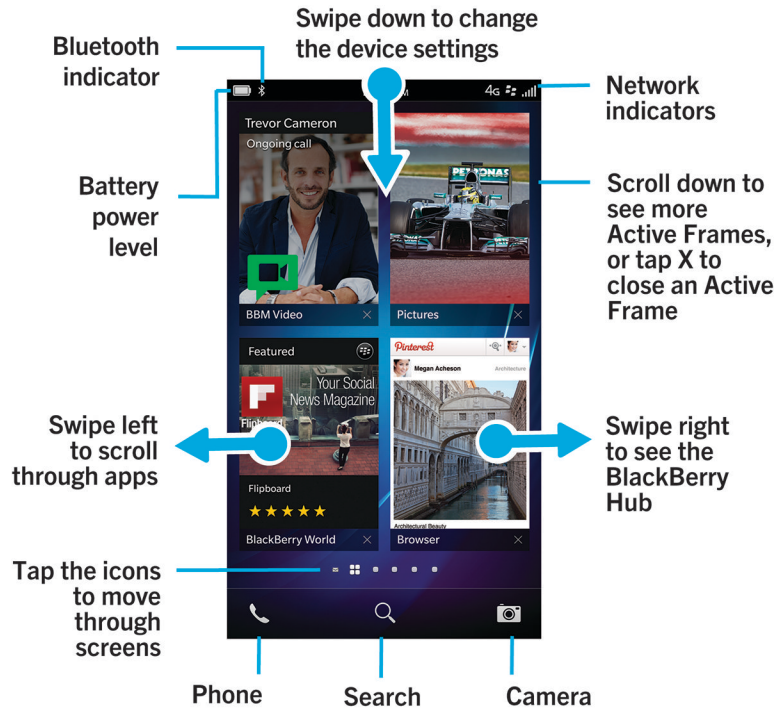 Swipe down to change
the device settings
Bluetooth
indicator
Network
indicators
4G
M
Battery
power
level
Trevor Cameron
Ongoing call
PETRONAS
BBM Video
Pictures
Scroll down to
see more
Active Frames,
or tap X to
close an Active
Frame
Featured
Your Social
News Magazine
Flipboard
Flipboard
BlackBerry World
Pinterest
Megan Acheson
Architecture
Architectural Beauty
Browser
Swipe left
to scroll
through apps
Swipe right
to see the
BlackBerry
Hub
Tap the icons
to move
through
screens
Phone
Search
Camera